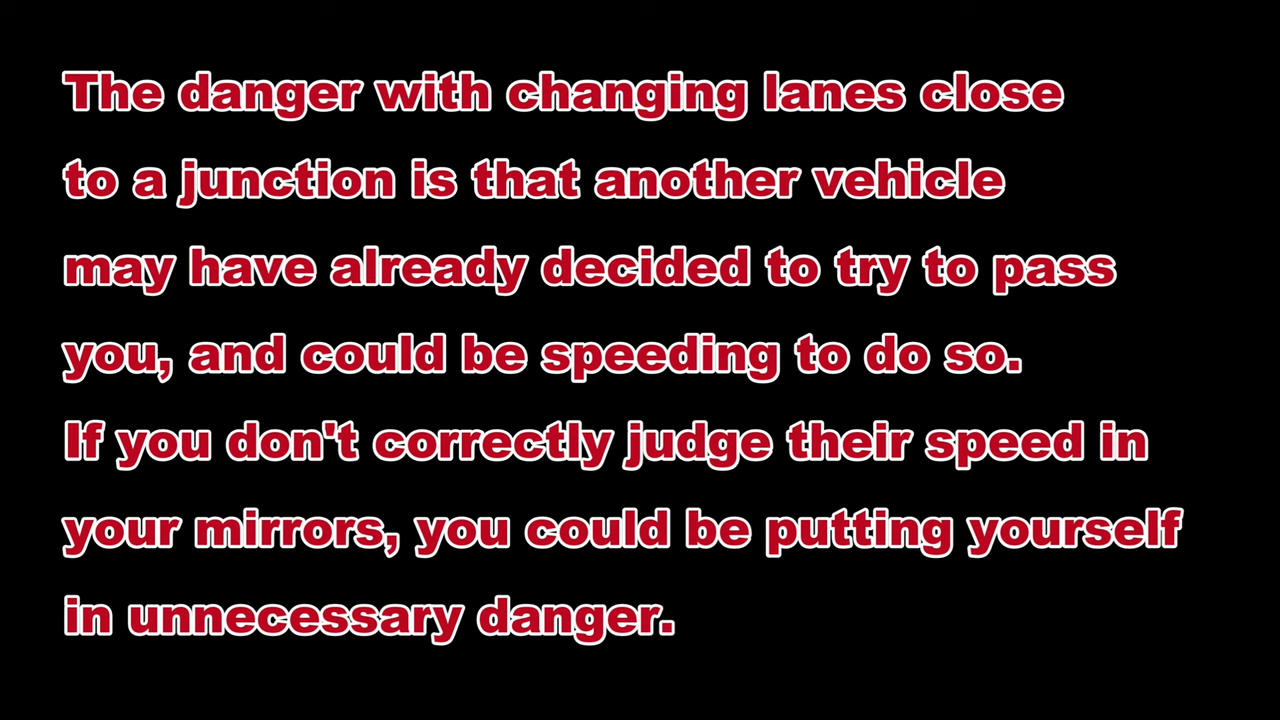 The danger with changing lanes close
to a junction is that another vehicle
may have already decided to try to pass
you, and could be speeding to do so.
If you don't correctly judge their speed in
your mirrors, you could be putting yourself
in unnecessary danger.